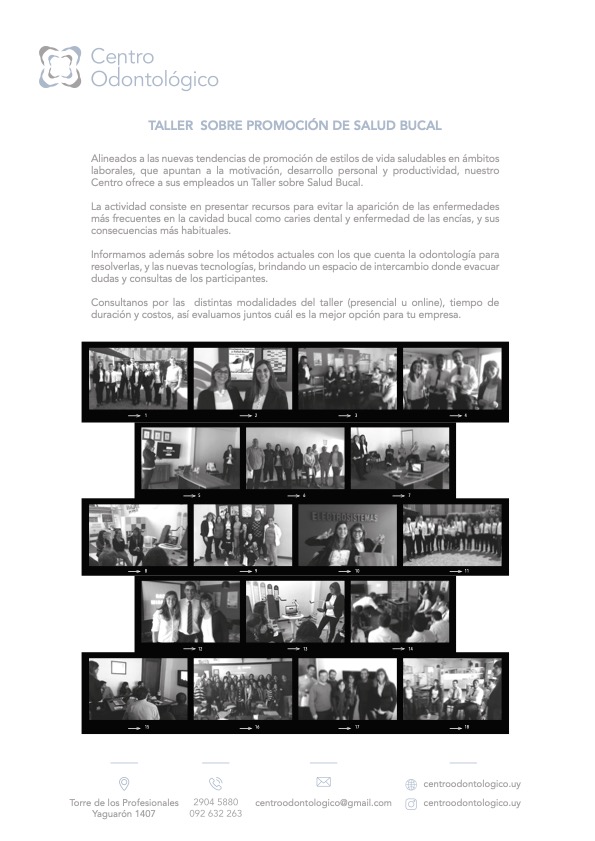 Centro
Odontológico
TALLER SOBRE PROMOCIÓN DE SALUD BUCAL
Alineados a las nuevas tendencias de promoción de estilos de vida saludables en ámbitos
laborales, que apuntan a la motivación, desarrollo personal y productividad, nuestro
Centro ofrece a sus empleados un Taller sobre Salud Bucal.
La actividad consiste en presentar recursos para evitar la aparición de las enfermedades
más frecuentes en la cavidad bucal como caries dental y enfermedad de las encías, y sus
consecuencias más habituales.
Informamos además sobre los métodos actuales con los que cuenta la odontología para
resolverlas, y las nuevas tecnologías, brindando un espacio de intercambio donde evacuar
dudas y consultas de los participantes.
Consultanos por las distintas modalidades del taller (presencial u online), tiempo de
duración y costos, así evaluamos juntos cuál es la mejor opción para tu empresa.
1 2 3 4
5 6 7
ELECTROSISTEMAS
8 9 10 11
12 13 14
15 16 17 18
Torre de los Profesionales
Yaguarón 1407
2904 5880
092 632 263
centroodontologico@gmail.com
centroodontologico.uy
centroodontologico.uy